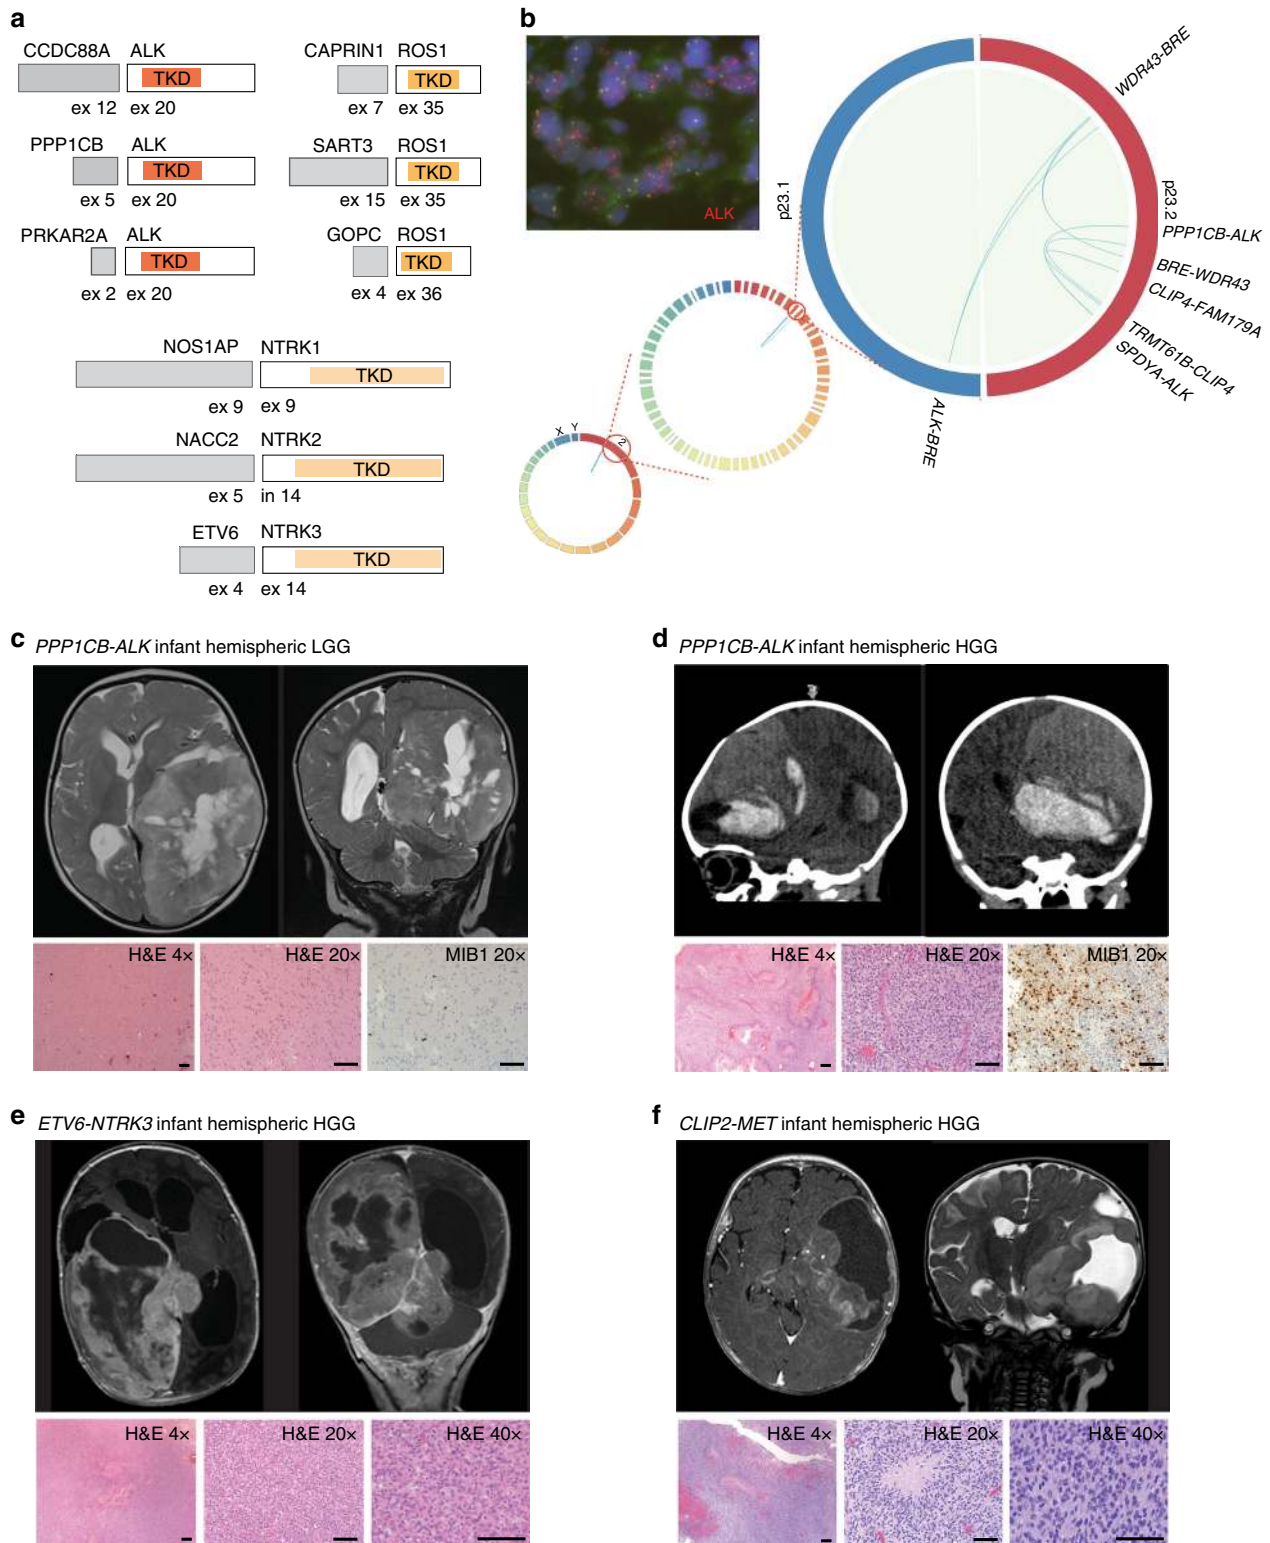 a
CCDC88A ALK
TKD
ex 12 ex 20
PPP1CB ALK
TKD
ex 5 ex 20
PRKAR2A ALK
TKD
ex 2 ex 20
CAPRIN1 ROS1
TKD
ex 7 ex 35
SART3 ROS1
TKD
ex 15 ex 35
GOPC ROS1
TKD
ex 4 ex 36
NOS1AP NTRK1
TKD
ex 9 ex 9
NACC2 NTRK2
TKD
ex 5 in 14
ETV6 NTRK3
TKD
ex 4 ex 14
b
ALK
p23.1
p23.2
WDR43-BRE
PPP1CB-ALK
BRE-WDR43
CLIP4-FAM179A
TRMT61B-CLIP4
SPDYA-ALK
ALK-BRE
X Y 2
c PPP1CB-ALK infant hemispheric LGG
H&E 4× H&E 20× MIB1 20×
d PPP1CB-ALK infant hemispheric HGG
H&E 4× H&E 20× MIB1 20×
e ETV6-NTRK3 infant hemispheric HGG
H&E 4× H&E 20× H&E 40×
f CLIP2-MET infant hemispheric HGG
H&E 4× H&E 20× H&E 40×